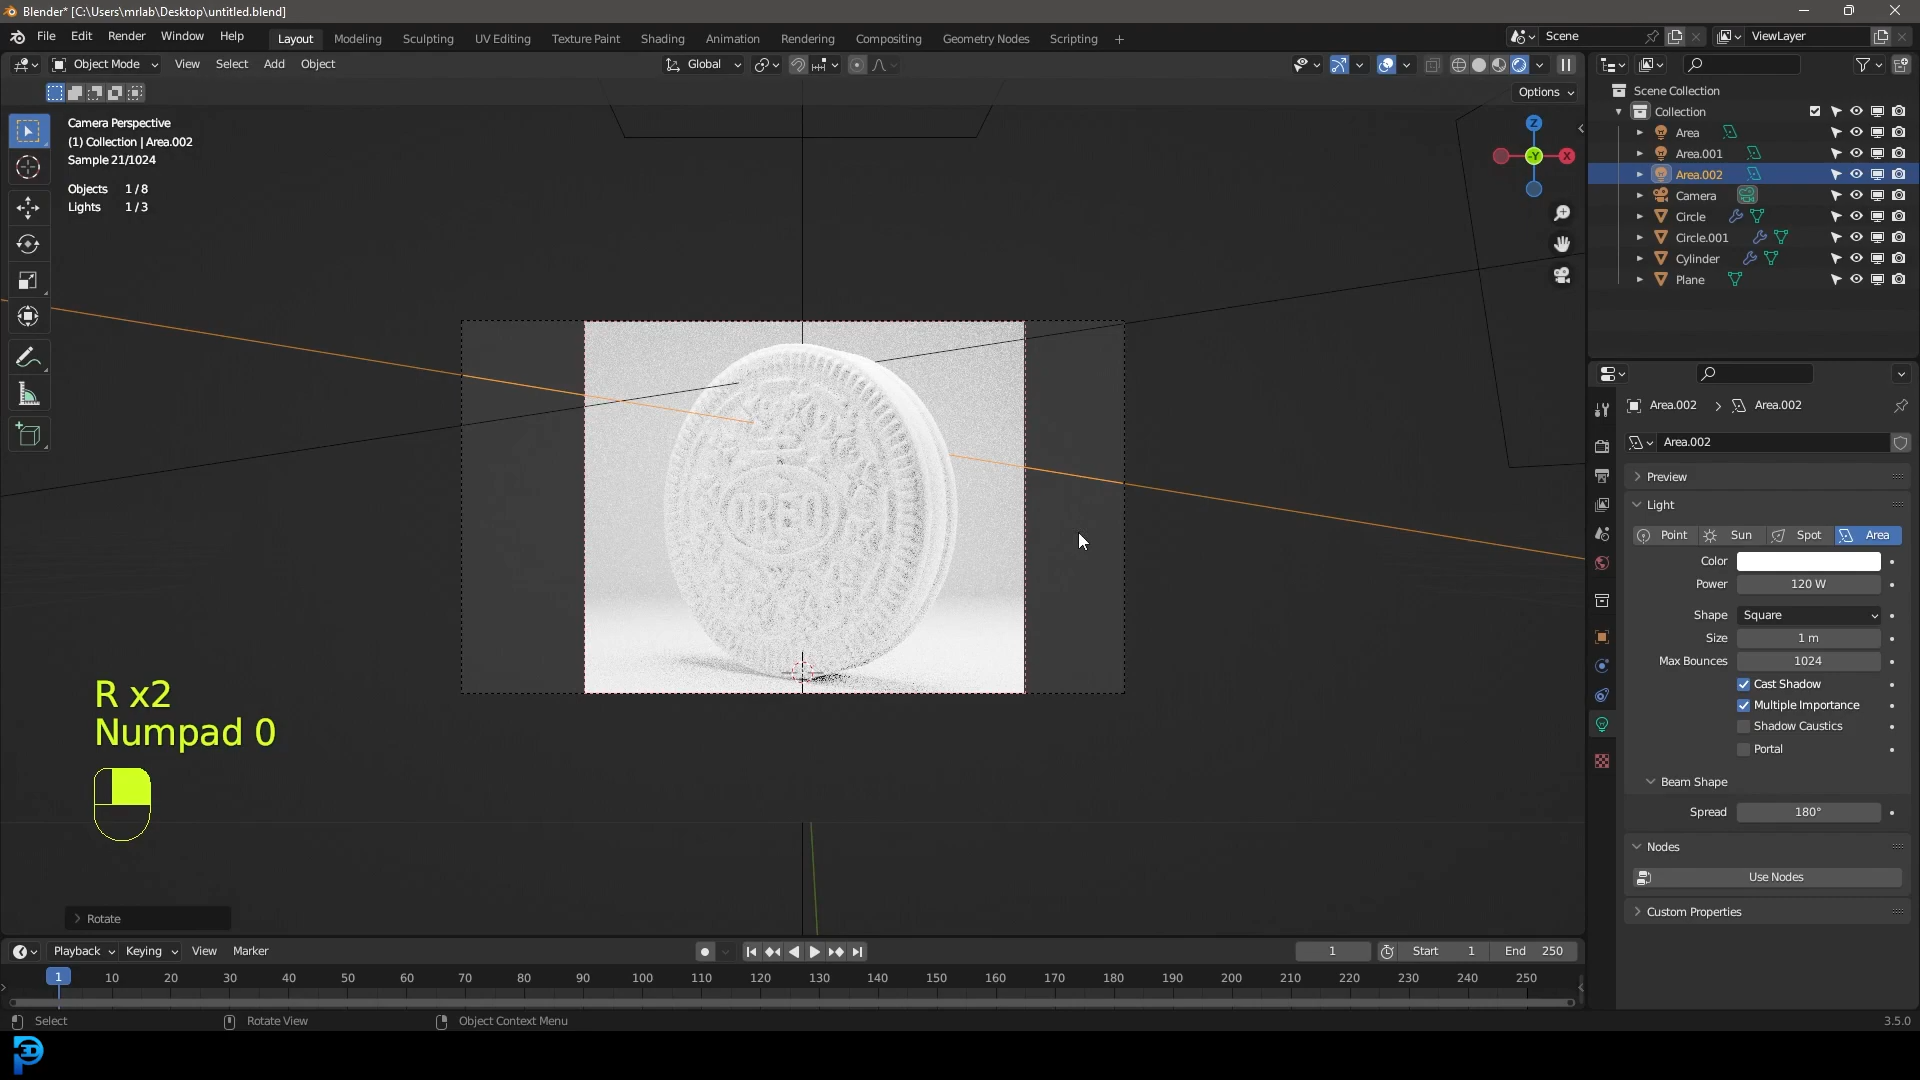 Blender* [C:\Users\mrlab\Desktop\untitled.blend]
File Edit Render Window Help Layout Modeling Sculpting UV Editing Texture Paint Shading Animation Rendering Compositing Geometry Nodes Scripting + Scene ViewLayer
Object Mode View Select Add Object Global
Options
Camera Perspective
(1) Collection | Area.002
Sample 21/1024
Objects 1/8
Lights 1/3
Z
-Y
X
OREO
R x2
Numpad 0
Rotate
Scene Collection
Collection
Area
Area.001
Area.002
Camera
Circle
Circle.001
Cylinder
Plane
Area.002 > Area.002
Area.002
Preview
Light
Point Sun Spot Area
Color
Power 120 W
Shape Square
Size 1 m
Max Bounces 1024
Cast Shadow
Multiple Importance
Shadow Caustics
Portal
Beam Shape
Spread 180°
Nodes
Use Nodes
Custom Properties
Playback Keying View Marker 1 Start 1 End 250
1 10 20 30 40 50 60 70 80 90 100 110 120 130 140 150 160 170 180 190 200 210 220 230 240 250
Select Rotate View Object Context Menu 3.5.0